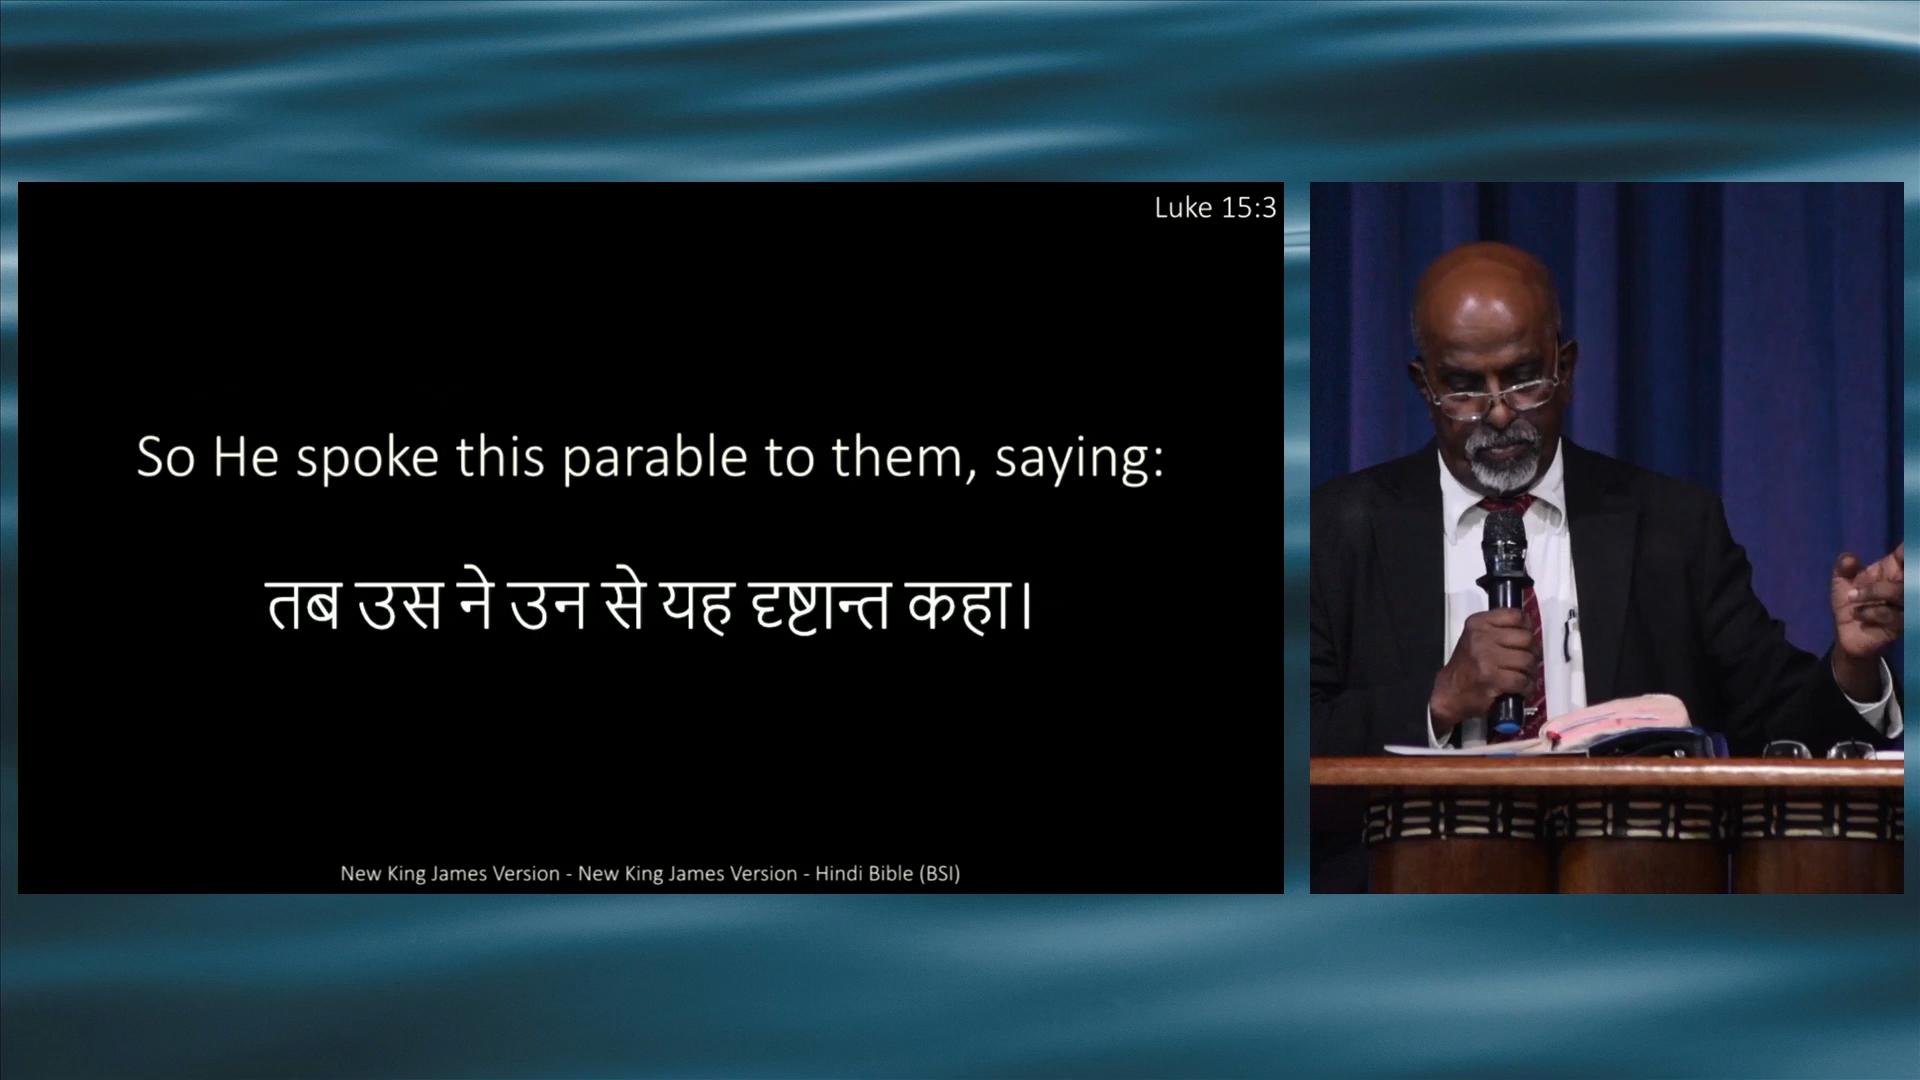 Luke 15:3
So He spoke this parable to them, saying:
तब उस ने उन से यह दृष्टान्त कहा।
New King James Version - New King James Version - Hindi Bible (BSI)